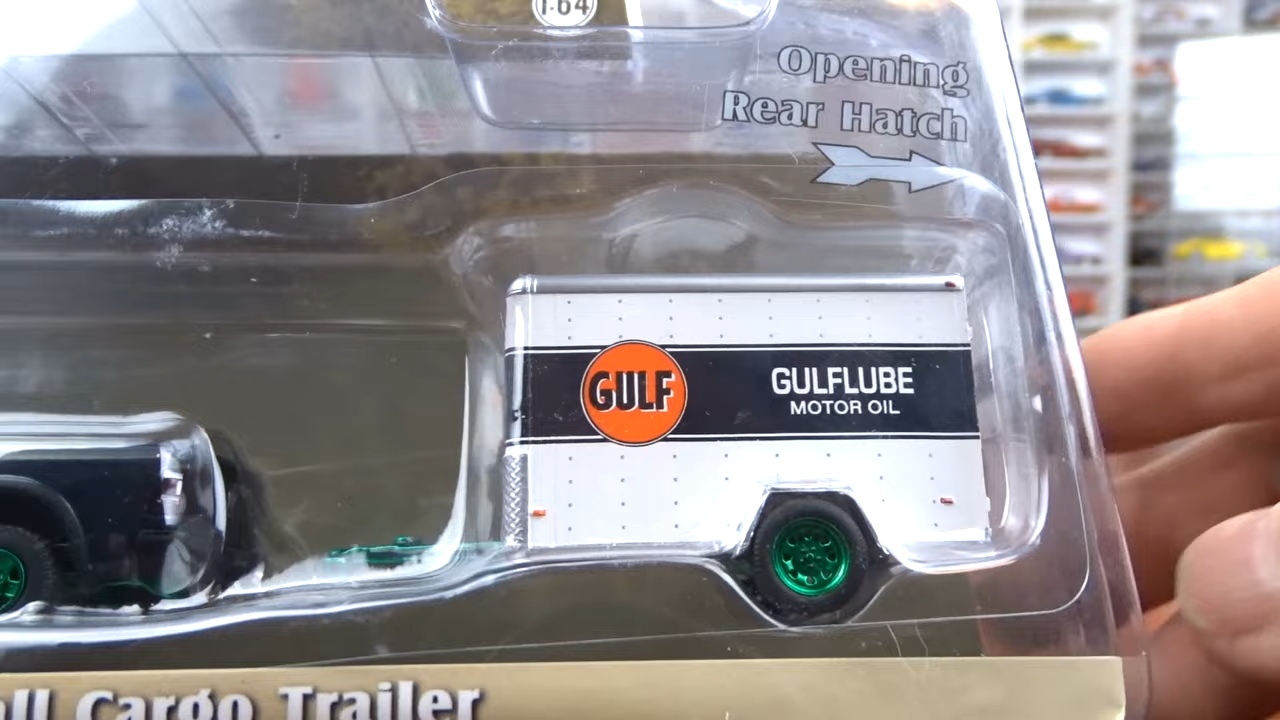 1:64
Opening
Rear Hatch
GULF
GULFLUBE
MOTOR OIL
Cargo Trailer